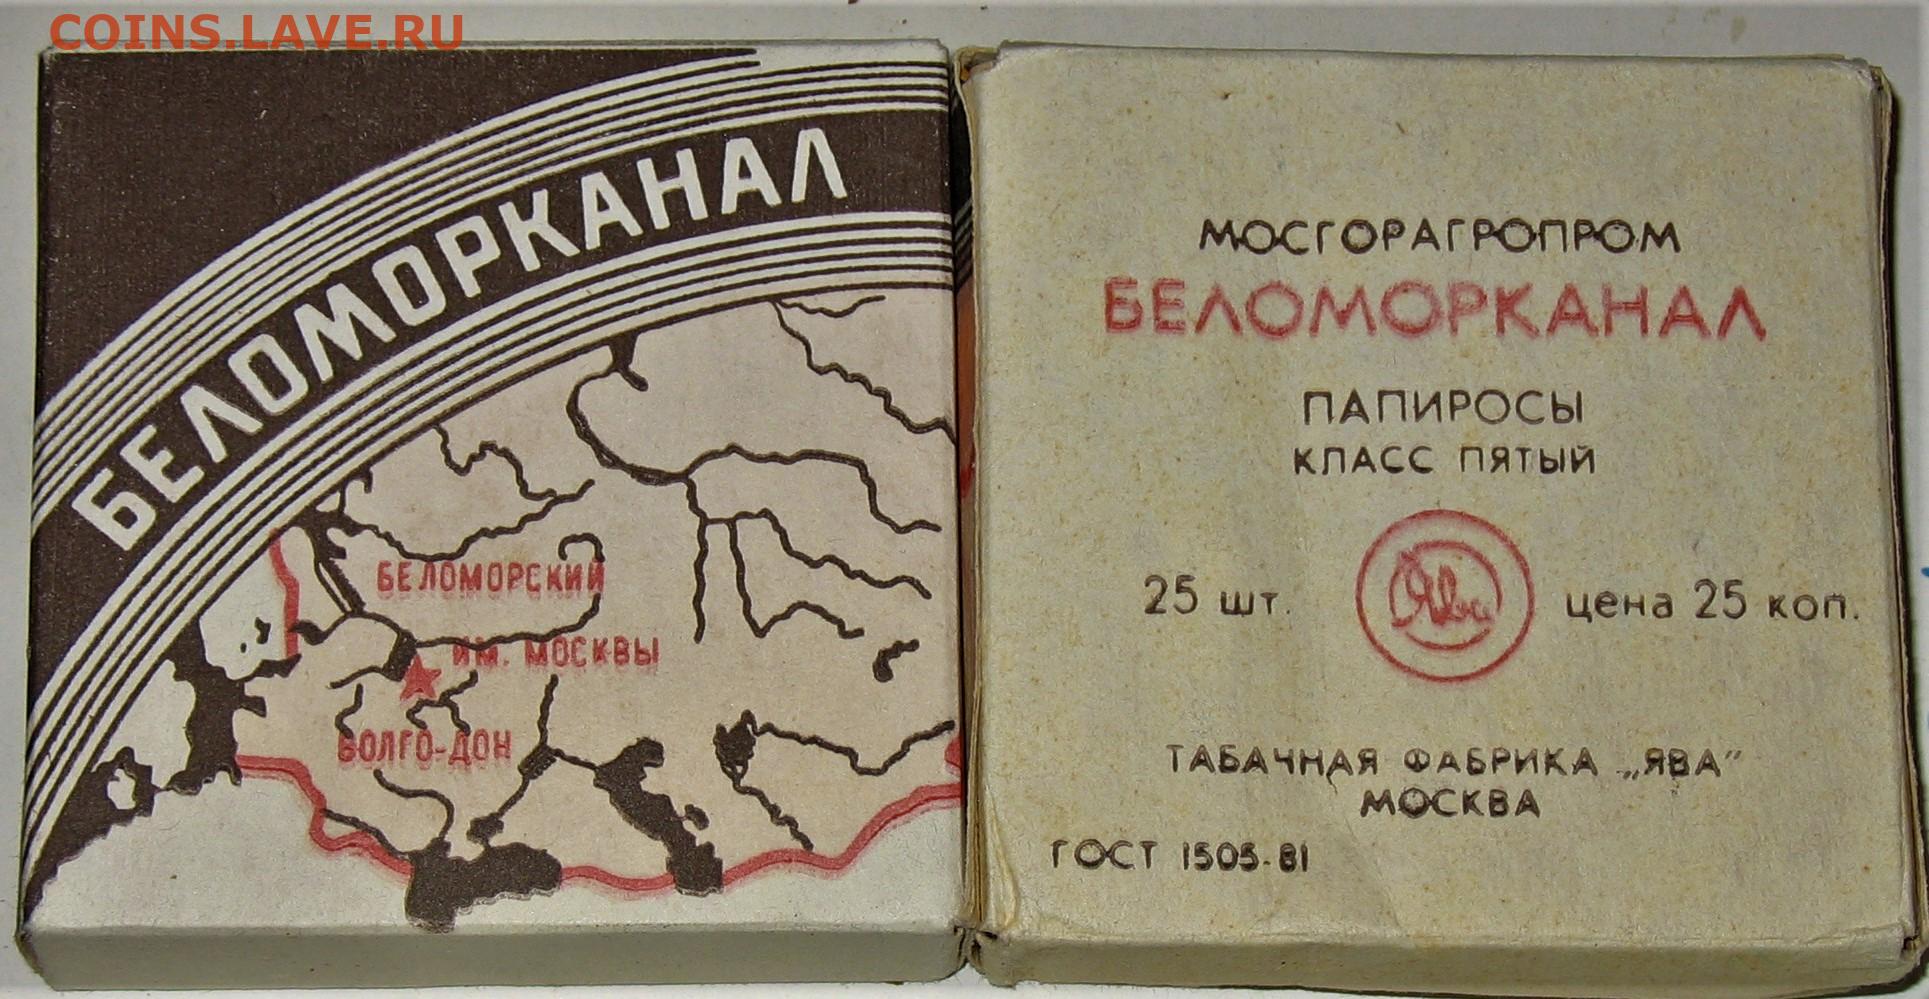 COINS.LAVE.RU
БЕЛОМОРКАНАЛ
БЕЛОМОРСКИЙ
ИМ. МОСКВЫ
ВОЛГО-ДОН
МОСГОРАГРОПРОМ
БЕЛОМОРКАНАЛ
ПАПИРОСЫ
КЛАСС ПЯТЫЙ
25 шт. Ява цена 25 коп.
ТАБАЧНАЯ ФАБРИКА „ЯВА”
МОСКВА
ГОСТ 1505-81